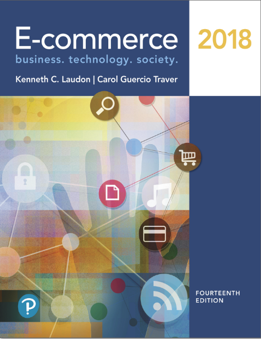 E-commerce 2018
business. technology. society.
Kenneth C. Laudon | Carol Guercio Traver
FOURTEENTH
EDITION
P